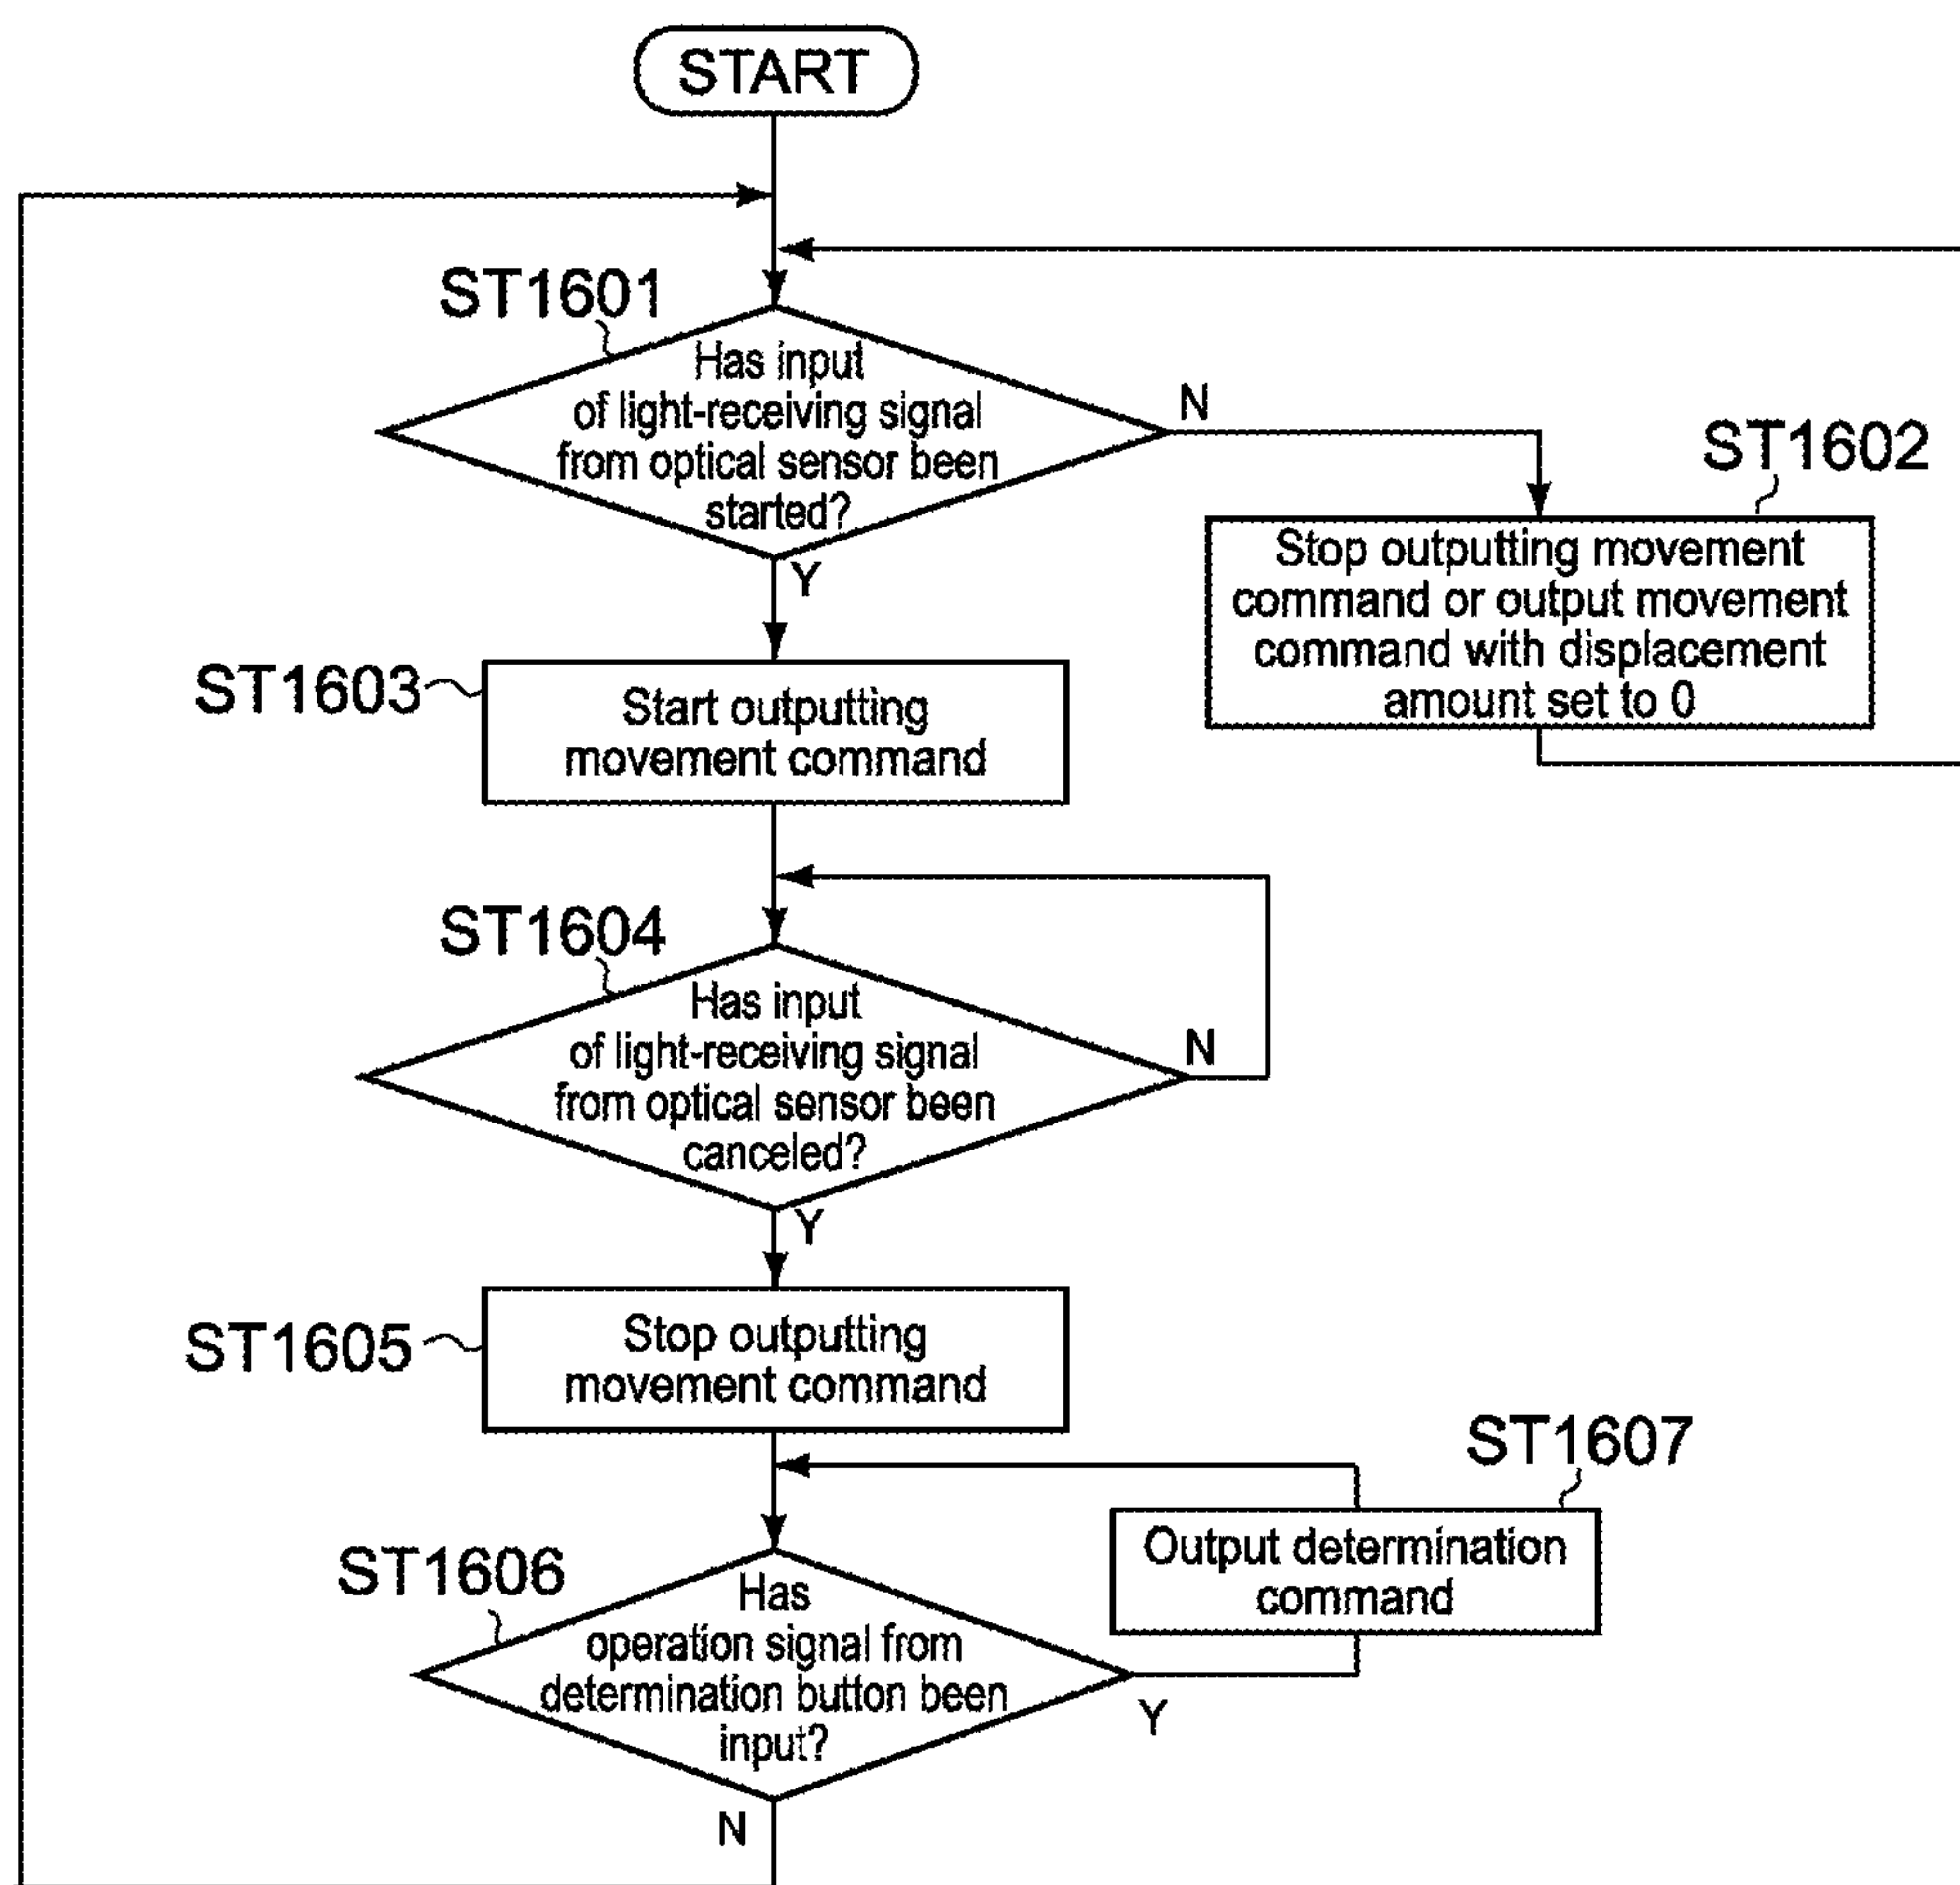 START
ST1601
Has input
of light-receiving signal
from optical sensor been
started?
N
Y
ST1602
Stop outputting movement
command or output movement
command with displacement
amount set to 0
ST1603
Start outputting
movement command
ST1604
Has input
of light-receiving signal
from optical sensor been
canceled?
N
Y
ST1605
Stop outputting
movement command
ST1607
Output determination
command
ST1606
Has
operation signal from
determination button been
input?
Y
N